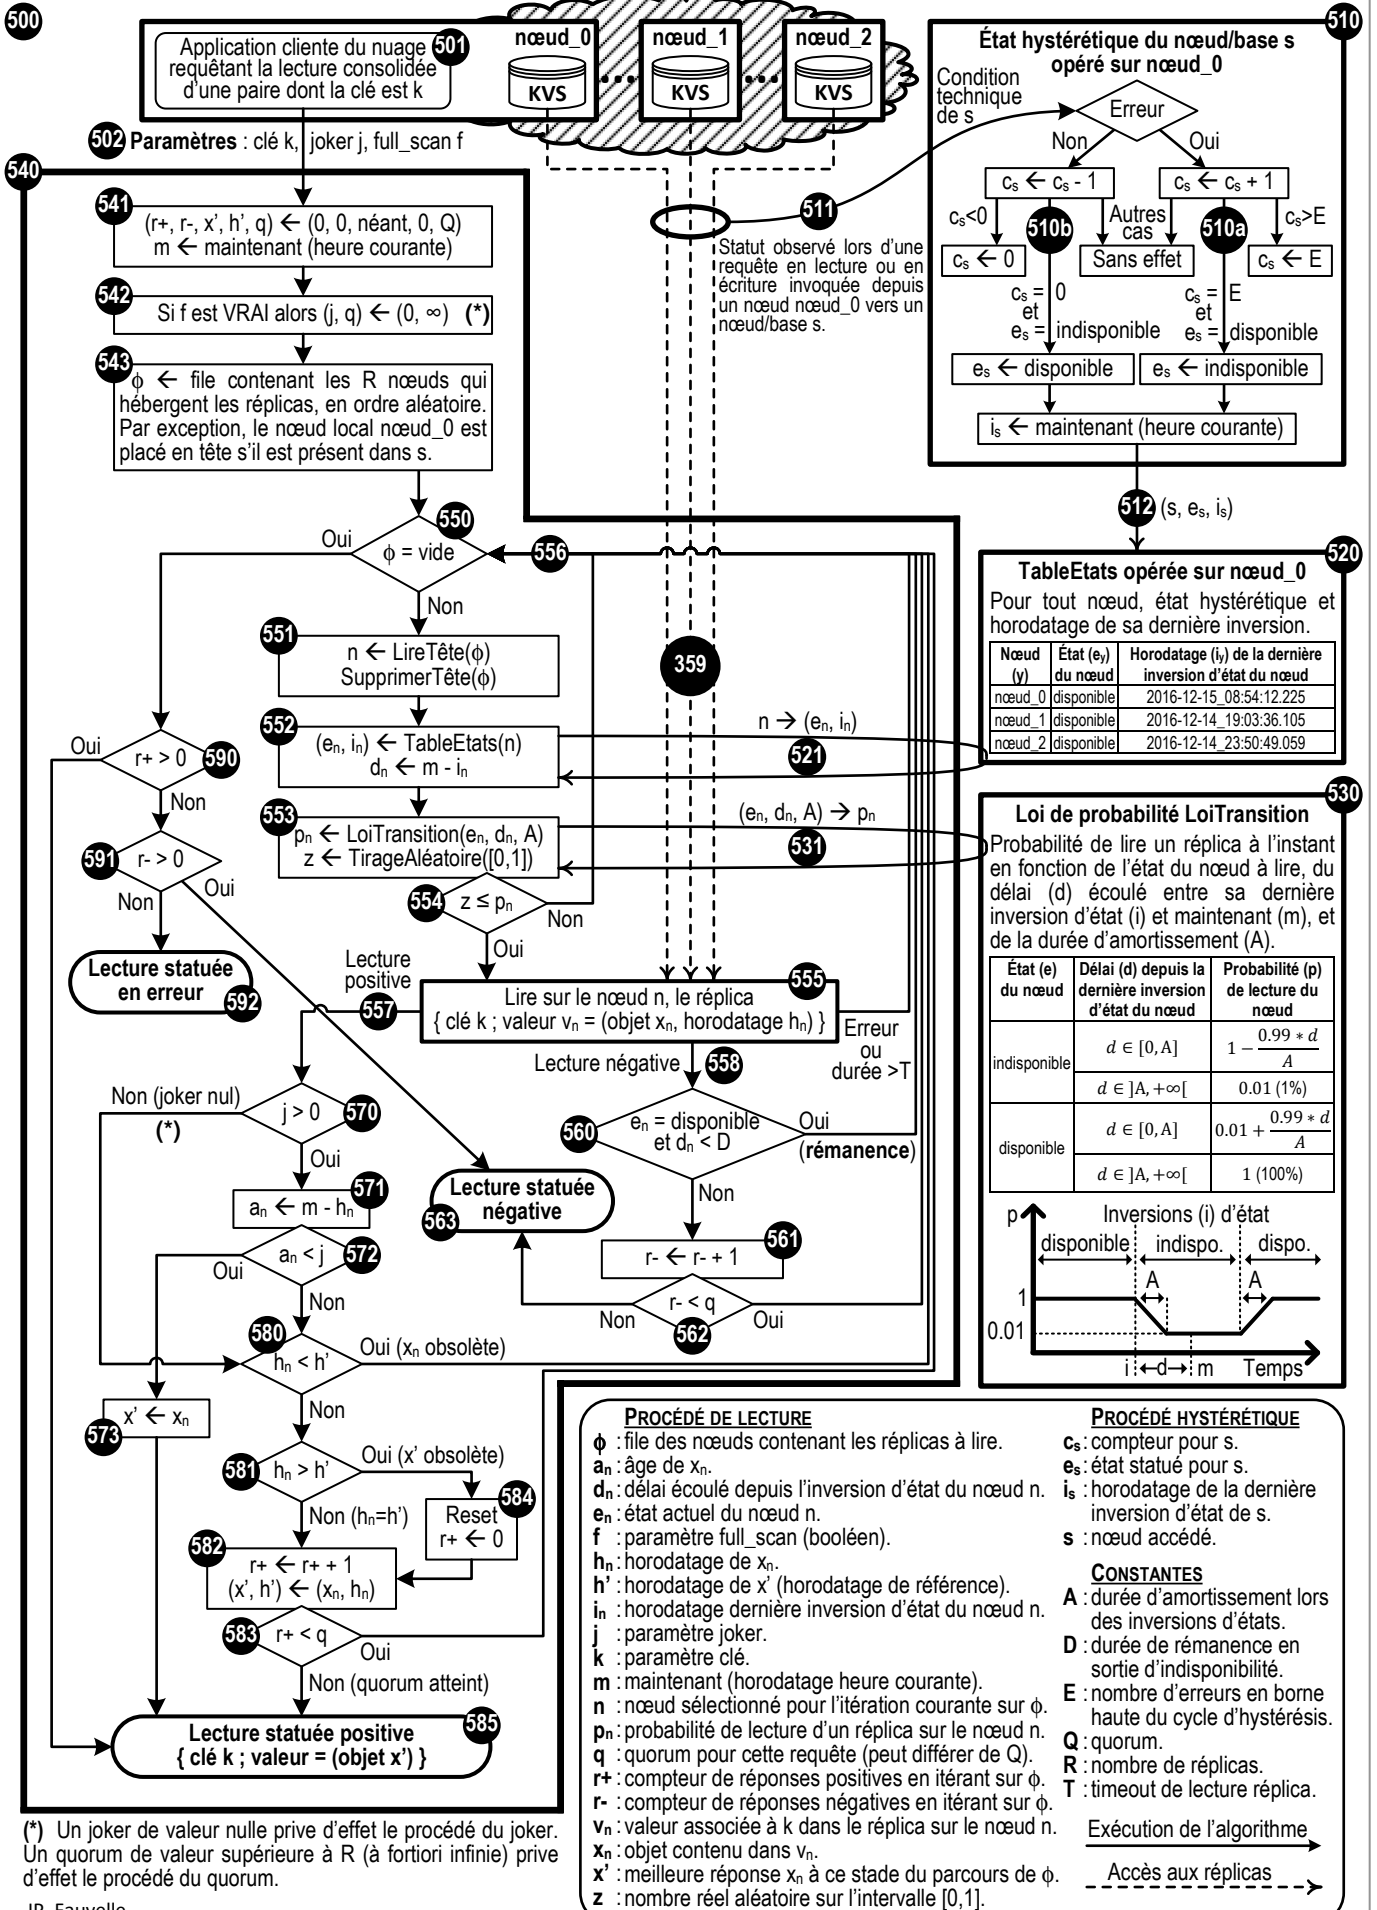 500
Application cliente du nuage
requêtant la lecture consolidée
d'une paire dont la clé est k
501
nœud_0
KVS
nœud_1
KVS
nœud_2
KVS
502 Paramètres : clé k, joker j, full_scan f
510
État hystérétique du nœud/base s
opéré sur nœud_0
Condition
technique
de s
Erreur
Non
Oui
cs ← cs - 1
cs ← cs + 1
cs<0
510b
Autres
cas
510a
cs>E
cs ← 0
Sans effet
cs ← E
cs = 0
et
es = indisponible
cs = E
et
es = disponible
es ← disponible
es ← indisponible
is ← maintenant (heure courante)
511
Statut observé lors d'une
requête en lecture ou en
écriture invoquée depuis
un nœud nœud_0 vers un
nœud/base s.
512 (s, es, is)
520
TableEtats opérée sur nœud_0
Pour tout nœud, état hystérétique et
horodatage de sa dernière inversion.
Nœud (y) | État (ey) du nœud | Horodatage (iy) de la dernière inversion d'état du nœud
nœud_0 disponible 2016-12-15_08:54:12.225
nœud_1 disponible 2016-12-14_19:03:36.105
nœud_2 disponible 2016-12-14_23:50:49.059
530
Loi de probabilité LoiTransition
Probabilité de lire un réplica à l'instant
en fonction de l'état du nœud à lire, du
délai (d) écoulé entre sa dernière
inversion d'état (i) et maintenant (m), et
de la durée d'amortissement (A).
État (e) du nœud | Délai (d) depuis la dernière inversion d'état du nœud | Probabilité (p) de lecture du nœud
indisponible
d ∈ [0, A]
1 − 0.99 * d / A
d ∈ ]A, +∞[
0.01 (1%)
disponible
d ∈ [0, A]
0.01 + 0.99 * d / A
d ∈ ]A, +∞[
1 (100%)
p
Inversions (i) d'état
disponible
indispo.
dispo.
A
A
1
0.01
i
d
m
Temps
540
541
(r+, r-, x', h', q) ← (0, 0, néant, 0, Q)
m ← maintenant (heure courante)
542
Si f est VRAI alors (j, q) ← (0, ∞) (*)
543
ϕ ← file contenant les R nœuds qui
hébergent les réplicas, en ordre aléatoire.
Par exception, le nœud local nœud_0 est
placé en tête s'il est présent dans s.
550
Oui
ϕ = vide
556
Non
551
n ← LireTête(ϕ)
SupprimerTête(ϕ)
359
552
(en, in) ← TableEtats(n)
dn ← m - in
n → (en, in)
521
553
pn ← LoiTransition(en, dn, A)
z ← TirageAléatoire([0,1])
(en, dn, A) → pn
531
554
z ≤ pn
Non
Oui
Oui
r+ > 0
590
Non
591
r- > 0
Oui
Non
Lecture statuée
en erreur
592
Lecture
positive
557
555
Lire sur le nœud n, le réplica
{ clé k ; valeur vn = (objet xn, horodatage hn) }
Erreur
ou
durée >T
Lecture négative
558
560
en = disponible
et dn < D
Oui
(rémanence)
Non
561
r- ← r- + 1
r- < q
Non
562
Oui
Lecture statuée
négative
563
Non (joker nul)
(*)
j > 0
570
Oui
571
an ← m - hn
an < j
572
Oui
Non
580
hn < h'
Oui (xn obsolète)
Non
x' ← xn
573
581
hn > h'
Oui (x' obsolète)
584
Reset
r+ ← 0
Non (hn=h')
582
r+ ← r+ + 1
(x', h') ← (xn, hn)
583
r+ < q
Oui
Non (quorum atteint)
585
Lecture statuée positive
{ clé k ; valeur = (objet x') }
(*) Un joker de valeur nulle prive d'effet le procédé du joker.
Un quorum de valeur supérieure à R (à fortiori infinie) prive
d'effet le procédé du quorum.
PROCÉDÉ DE LECTURE
ϕ : file des nœuds contenant les réplicas à lire.
an : âge de xn.
dn : délai écoulé depuis l'inversion d'état du nœud n.
en : état actuel du nœud n.
f : paramètre full_scan (booléen).
hn : horodatage de xn.
h' : horodatage de x' (horodatage de référence).
in : horodatage dernière inversion d'état du nœud n.
j : paramètre joker.
k : paramètre clé.
m : maintenant (horodatage heure courante).
n : nœud sélectionné pour l'itération courante sur ϕ.
pn : probabilité de lecture d'un réplica sur le nœud n.
q : quorum pour cette requête (peut différer de Q).
r+ : compteur de réponses positives en itérant sur ϕ.
r- : compteur de réponses négatives en itérant sur ϕ.
vn : valeur associée à k dans le réplica sur le nœud n.
xn : objet contenu dans vn.
x' : meilleure réponse xn à ce stade du parcours de ϕ.
z : nombre réel aléatoire sur l'intervalle [0,1].
PROCÉDÉ HYSTÉRÉTIQUE
cs : compteur pour s.
es : état statué pour s.
is : horodatage de la dernière
inversion d'état de s.
s : nœud accédé.
CONSTANTES
A : durée d'amortissement lors
des inversions d'états.
D : durée de rémanence en
sortie d'indisponibilité.
E : nombre d'erreurs en borne
haute du cycle d'hystérésis.
Q : quorum.
R : nombre de réplicas.
T : timeout de lecture réplica.
Exécution de l'algorithme
Accès aux réplicas